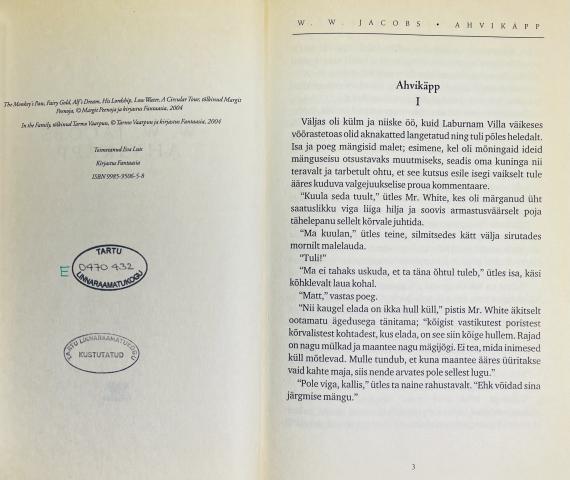 The Monkey's Paw, Fairy Gold, Alf's Dream, His Lordship, Low Water, A Circular Tour, tõlkinud Margit
Peenoja, © Margit Peenoja ja kirjastus Fantaasia, 2004
In the Family, tõlkinud Tarmo Vaarpuu, © Tarmo Vaarpuu ja kirjastus Fantaasia, 2004
Toimetanud Eva Luts
Kirjastus Fantaasia
ISBN 9985-9506-5-8
TARTU
E 0470 432
LINNARAAMATUKOGU
TARTU LINNARAAMATUKOGU
KUSTUTATUD
W. W. JACOBS • AHVIKÄPP
Ahvikäpp
I
Väljas oli külm ja niiske öö, kuid Laburnam Villa väikeses
võõrastetoas olid aknakatted langetatud ning tuli põles heledalt.
Isa ja poeg mängisid malet; esimene, kel oli mõningaid ideid
mänguseisu otsustavaks muutmiseks, seadis oma kuninga nii
teravalt ja tarbetult ohtu, et see kutsus esile isegi vaikselt tule
ääres kuduva valgejuukselise proua kommentaare.
"Kuula seda tuult," ütles Mr. White, kes oli märganud üht
saatuslikku viga liiga hilja ja soovis armastusväärselt poja
tähelepanu sellelt kõrvale juhtida.
"Ma kuulan," ütles teine, silmitsedes kätt välja sirutades
mornilt malelauda.
"Tuli!"
"Ma ei tahaks uskuda, et ta täna õhtul tuleb," ütles isa, käsi
kõhklevalt laua kohal.
"Matt," vastas poeg.
"Nii kaugel elada on ikka hull küll," pistis Mr. White äkitselt
ootamatu ägedusega tänitama; "kõigist vastikutest poristest
kõrvalistest kohtadest, kus elada, on see siin kõige hullem. Rajad
on nagu mülkad ja maantee nagu mägijõgi. Ei tea, mida inimesed
küll mõtlevad. Mulle tundub, et kuna maantee ääres üüritakse
vaid kahte maja, siis nende arvates pole sellest lugu."
"Pole viga, kallis," ütles ta naine rahustavalt. "Ehk võidad sina
järgmise mängu."
3